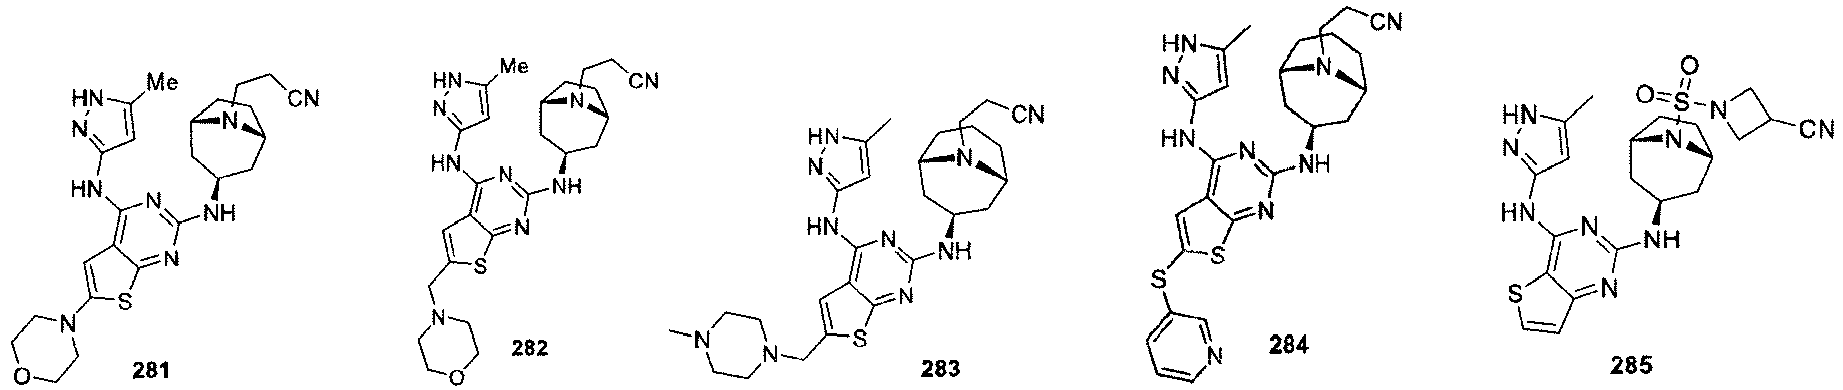 HN Me N CN N HN N NH N S N O 281
HN Me N CN N HN N NH N S N O 282
HN N CN N HN N NH N S N N 283
HN N CN N HN N NH N S S N 284
HN N O O S N CN N HN N NH N S 285